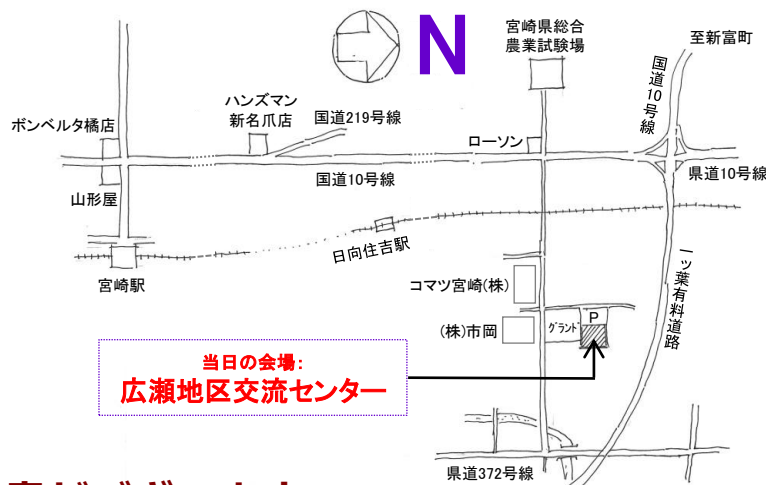 N
宮崎県総合
農業試験場
至新富町
国道10号線
ハンズマン
新名爪店
国道219号線
ボンベルタ橘店
ローソン
国道10号線
県道10号線
山形屋
日向住吉駅
宮崎駅
一ッ葉有料道路
コマツ宮崎(株)
P
(株)市岡
グランド
当日の会場:
広瀬地区交流センター
県道372号線